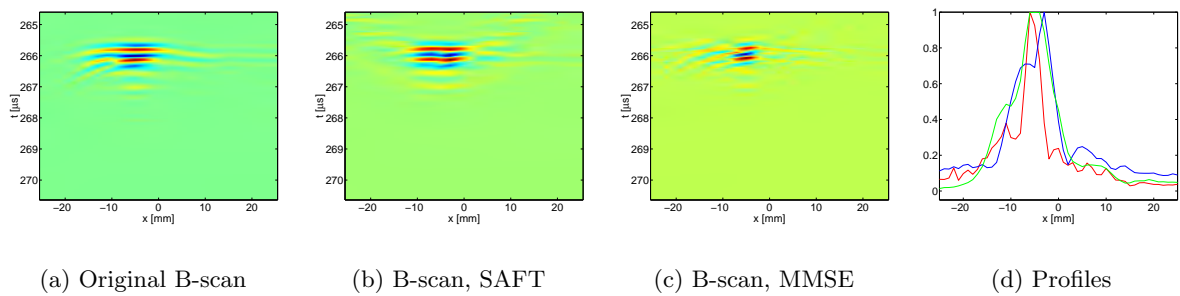 265
266
267
268
269
270
t [µs]
−20 −10 0 10 20
x [mm]
265
266
267
268
269
270
t [µs]
−20 −10 0 10 20
x [mm]
265
266
267
268
269
270
t [µs]
−20 −10 0 10 20
x [mm]
1
0.8
0.6
0.4
0.2
0
−20 −10 0 10 20
x [mm]
(a) Original B-scan
(b) B-scan, SAFT
(c) B-scan, MMSE
(d) Profiles